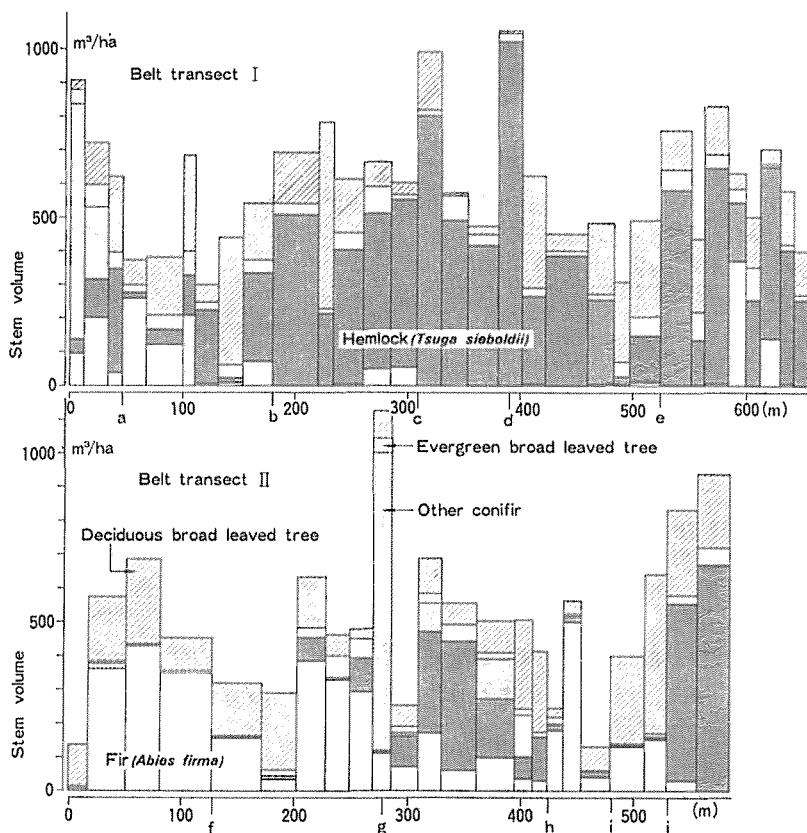 m³/ha
1000
Belt transect I
500
Stem volume
Hemlock (Tsuga sieboldii)
0
0 100 200 300 400 500 600 (m)
a b c d e
m³/ha
1000
Belt transect II
Evergreen broad leaved tree
Other conifir
Deciduous broad leaved tree
500
Stem volume
Fir (Abios firma)
0
0 100 200 300 400 500 (m)
f g h i j